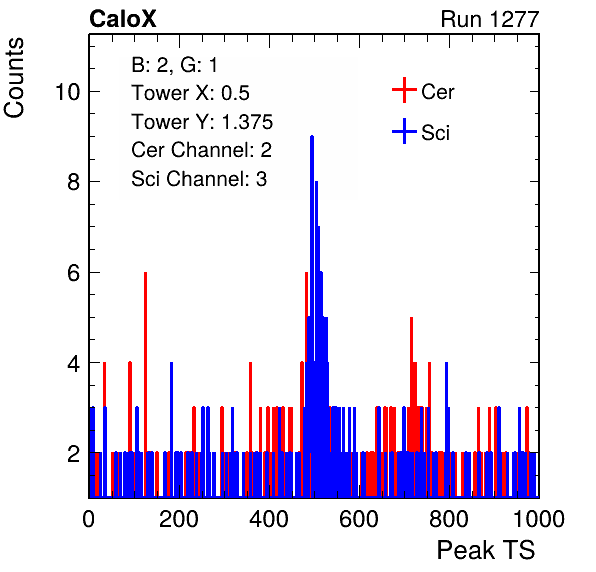 CaloX Run 1277
Counts
B: 2, G: 1
Tower X: 0.5
Tower Y: 1.375
Cer Channel: 2
Sci Channel: 3
Cer
Sci
10
8
6
4
2
0 200 400 600 800 1000
Peak TS